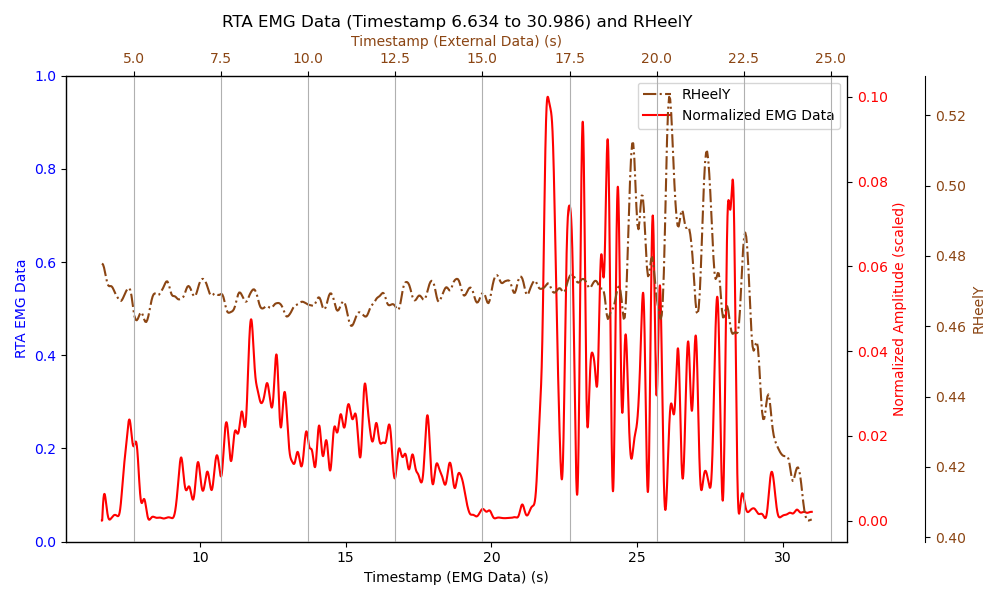 RTA EMG Data (Timestamp 6.634 to 30.986) and RHeelY
Timestamp (External Data) (s)
5.0 7.5 10.0 12.5 15.0 17.5 20.0 22.5 25.0
RHeelY
Normalized EMG Data
RTA EMG Data
1.0
0.8
0.6
0.4
0.2
0.0
0.10
0.08
0.06
0.04
0.02
0.00
Normalized Amplitude (scaled)
0.52
0.50
0.48
0.46
0.44
0.42
0.40
RHeelY
10 15 20 25 30
Timestamp (EMG Data) (s)